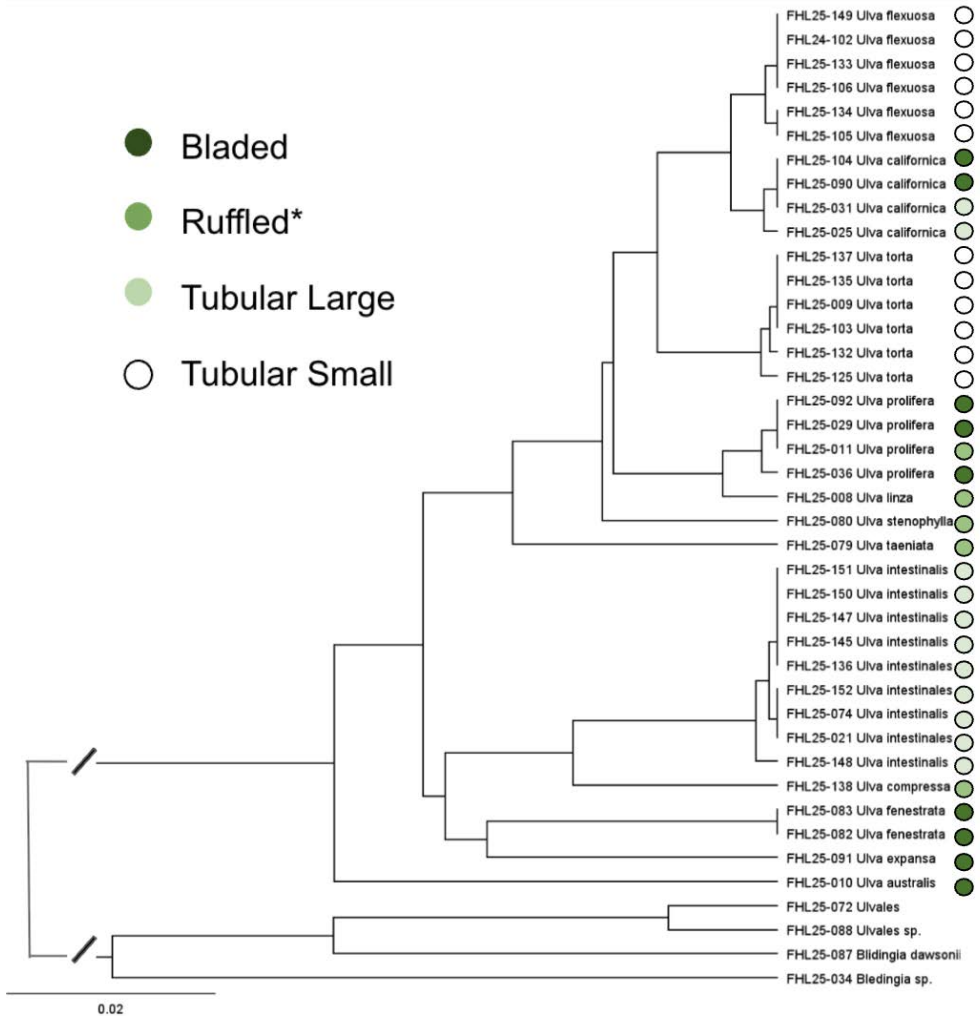 Bladed
Ruffled*
Tubular Large
Tubular Small
FHL25-149 Ulva flexuosa
FHL24-102 Ulva flexuosa
FHL25-133 Ulva flexuosa
FHL25-106 Ulva flexuosa
FHL25-134 Ulva flexuosa
FHL25-105 Ulva flexuosa
FHL25-104 Ulva californica
FHL25-090 Ulva californica
FHL25-031 Ulva californica
FHL25-025 Ulva californica
FHL25-137 Ulva torta
FHL25-135 Ulva torta
FHL25-009 Ulva torta
FHL25-103 Ulva torta
FHL25-132 Ulva torta
FHL25-125 Ulva torta
FHL25-092 Ulva prolifera
FHL25-029 Ulva prolifera
FHL25-011 Ulva prolifera
FHL25-036 Ulva prolifera
FHL25-008 Ulva linza
FHL25-080 Ulva stenophylla
FHL25-079 Ulva taeniata
FHL25-151 Ulva intestinalis
FHL25-150 Ulva intestinalis
FHL25-147 Ulva intestinalis
FHL25-145 Ulva intestinalis
FHL25-136 Ulva intestinales
FHL25-152 Ulva intestinales
FHL25-074 Ulva intestinalis
FHL25-021 Ulva intestinales
FHL25-148 Ulva intestinalis
FHL25-138 Ulva compressa
FHL25-083 Ulva fenestrata
FHL25-082 Ulva fenestrata
FHL25-091 Ulva expansa
FHL25-010 Ulva australis
FHL25-072 Ulvales
FHL25-088 Ulvales sp.
FHL25-087 Blidingia dawsonii
FHL25-034 Bledingia sp.
0.02